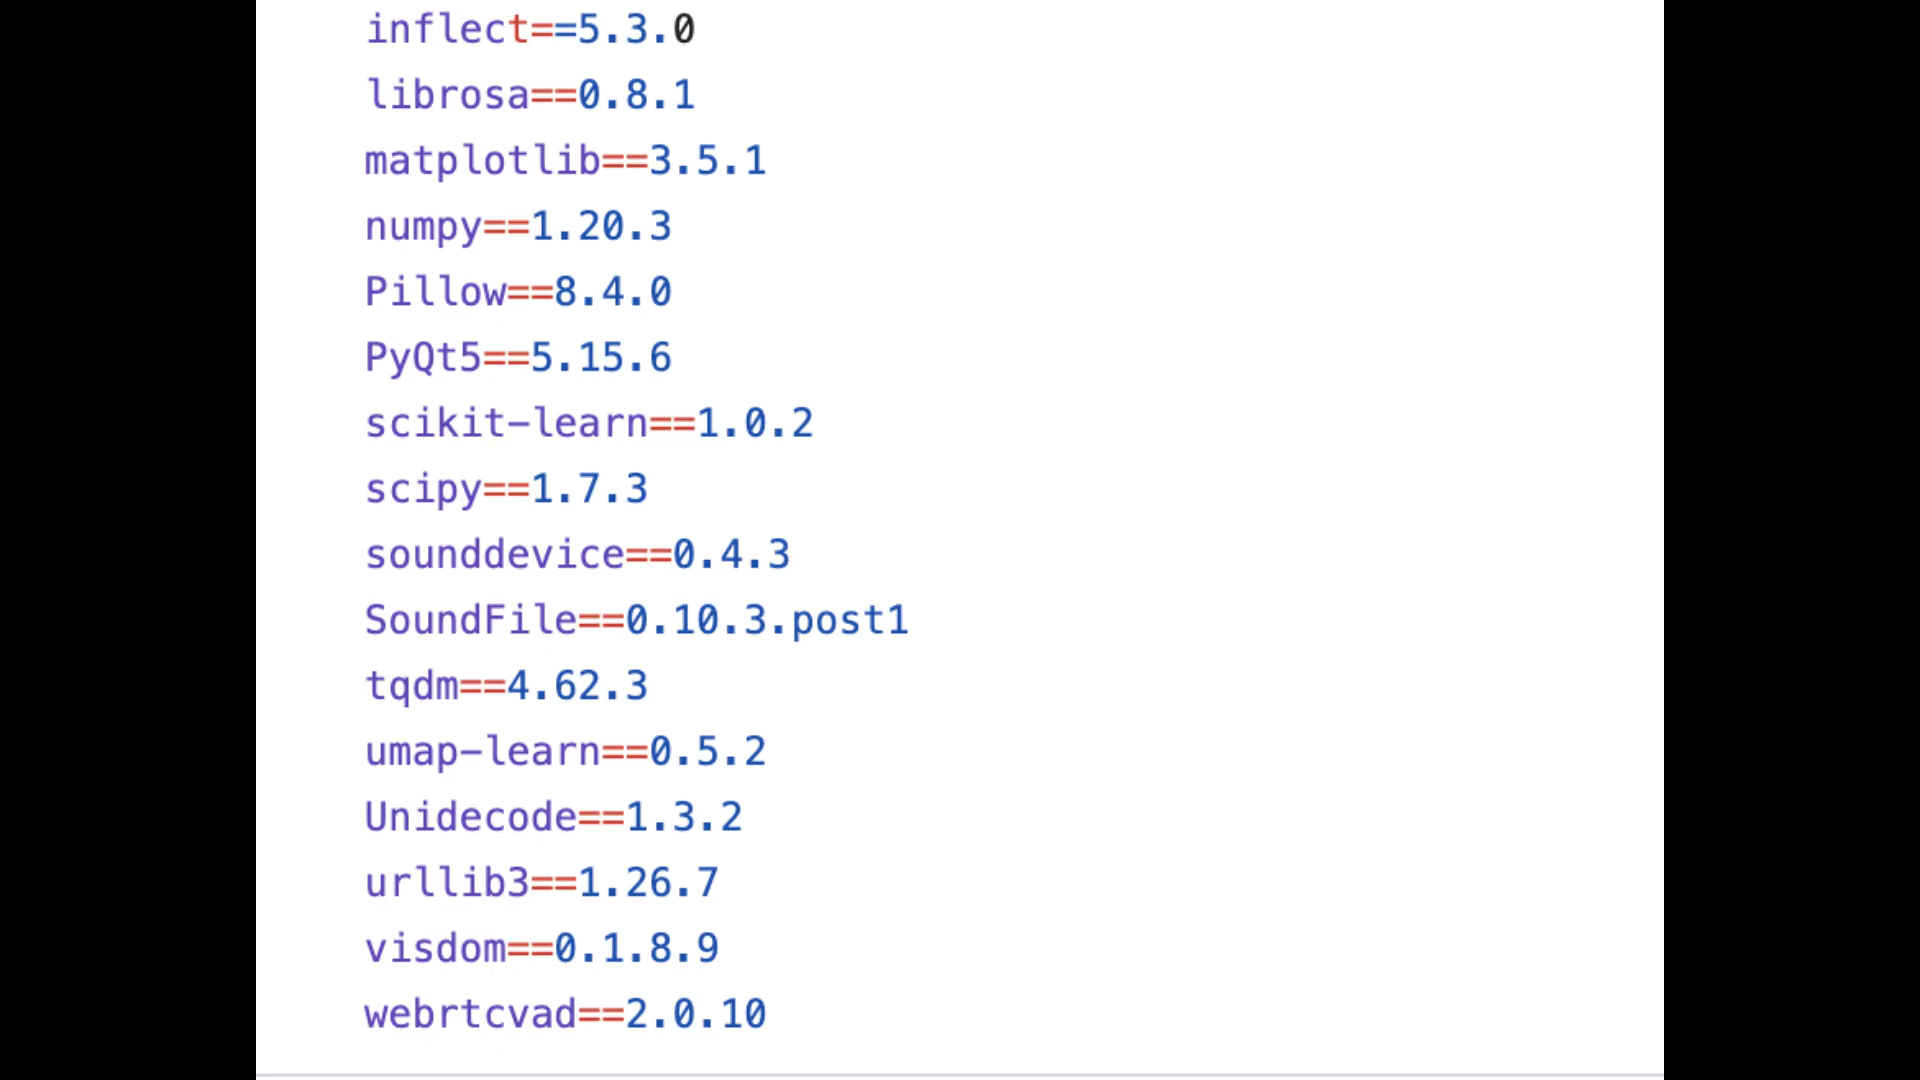 inflect==5.3.0
librosa==0.8.1
matplotlib==3.5.1
numpy==1.20.3
Pillow==8.4.0
PyQt5==5.15.6
scikit-learn==1.0.2
scipy==1.7.3
sounddevice==0.4.3
SoundFile==0.10.3.post1
tqdm==4.62.3
umap-learn==0.5.2
Unidecode==1.3.2
urllib3==1.26.7
visdom==0.1.8.9
webrtcvad==2.0.10